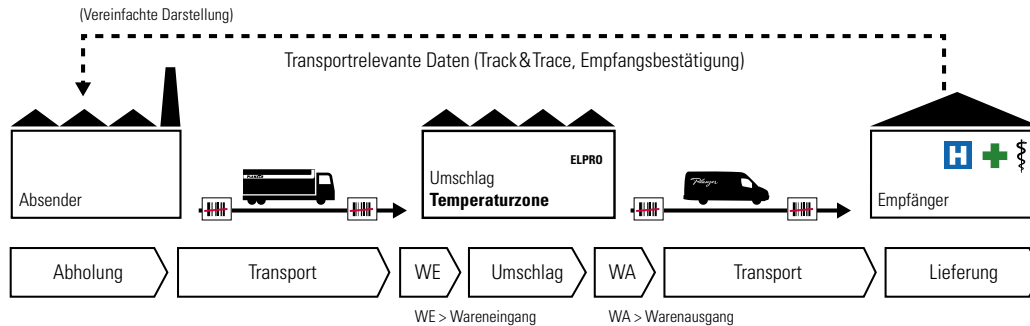 (Vereinfachte Darstellung)
Transportrelevante Daten (Track & Trace, Empfangsbestätigung)
Absender
ELPRO
Umschlag
Temperaturzone
Planzer
H
Empfänger
Abholung
Transport
WE
Umschlag
WA
Transport
Lieferung
WE > Wareneingang
WA > Warenausgang